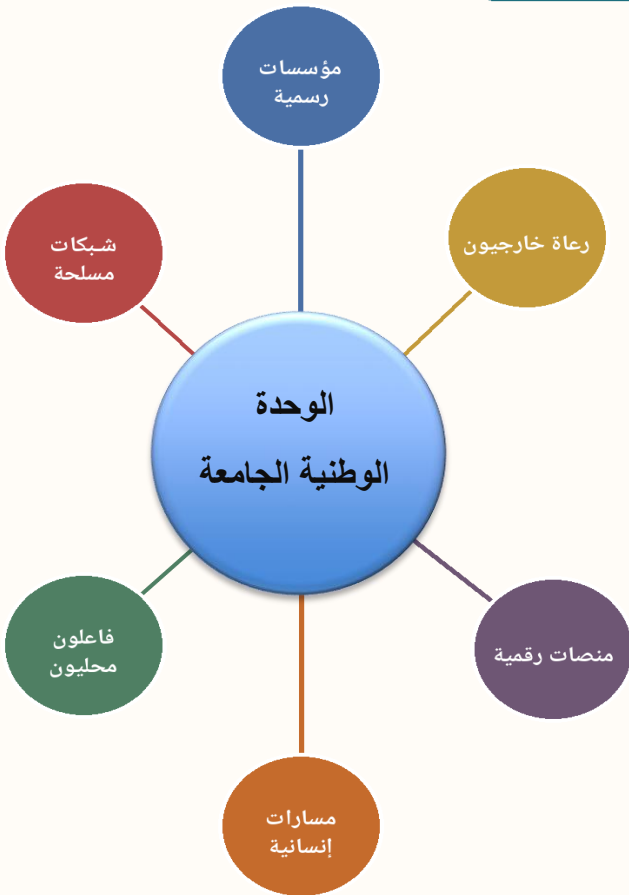 مؤسسات
رسمية
رعاة خارجيون
شبكات
مسلحة
الوحدة
الوطنية الجامعة
فاعلون
محليون
منصات رقمية
مسارات
إنسانية